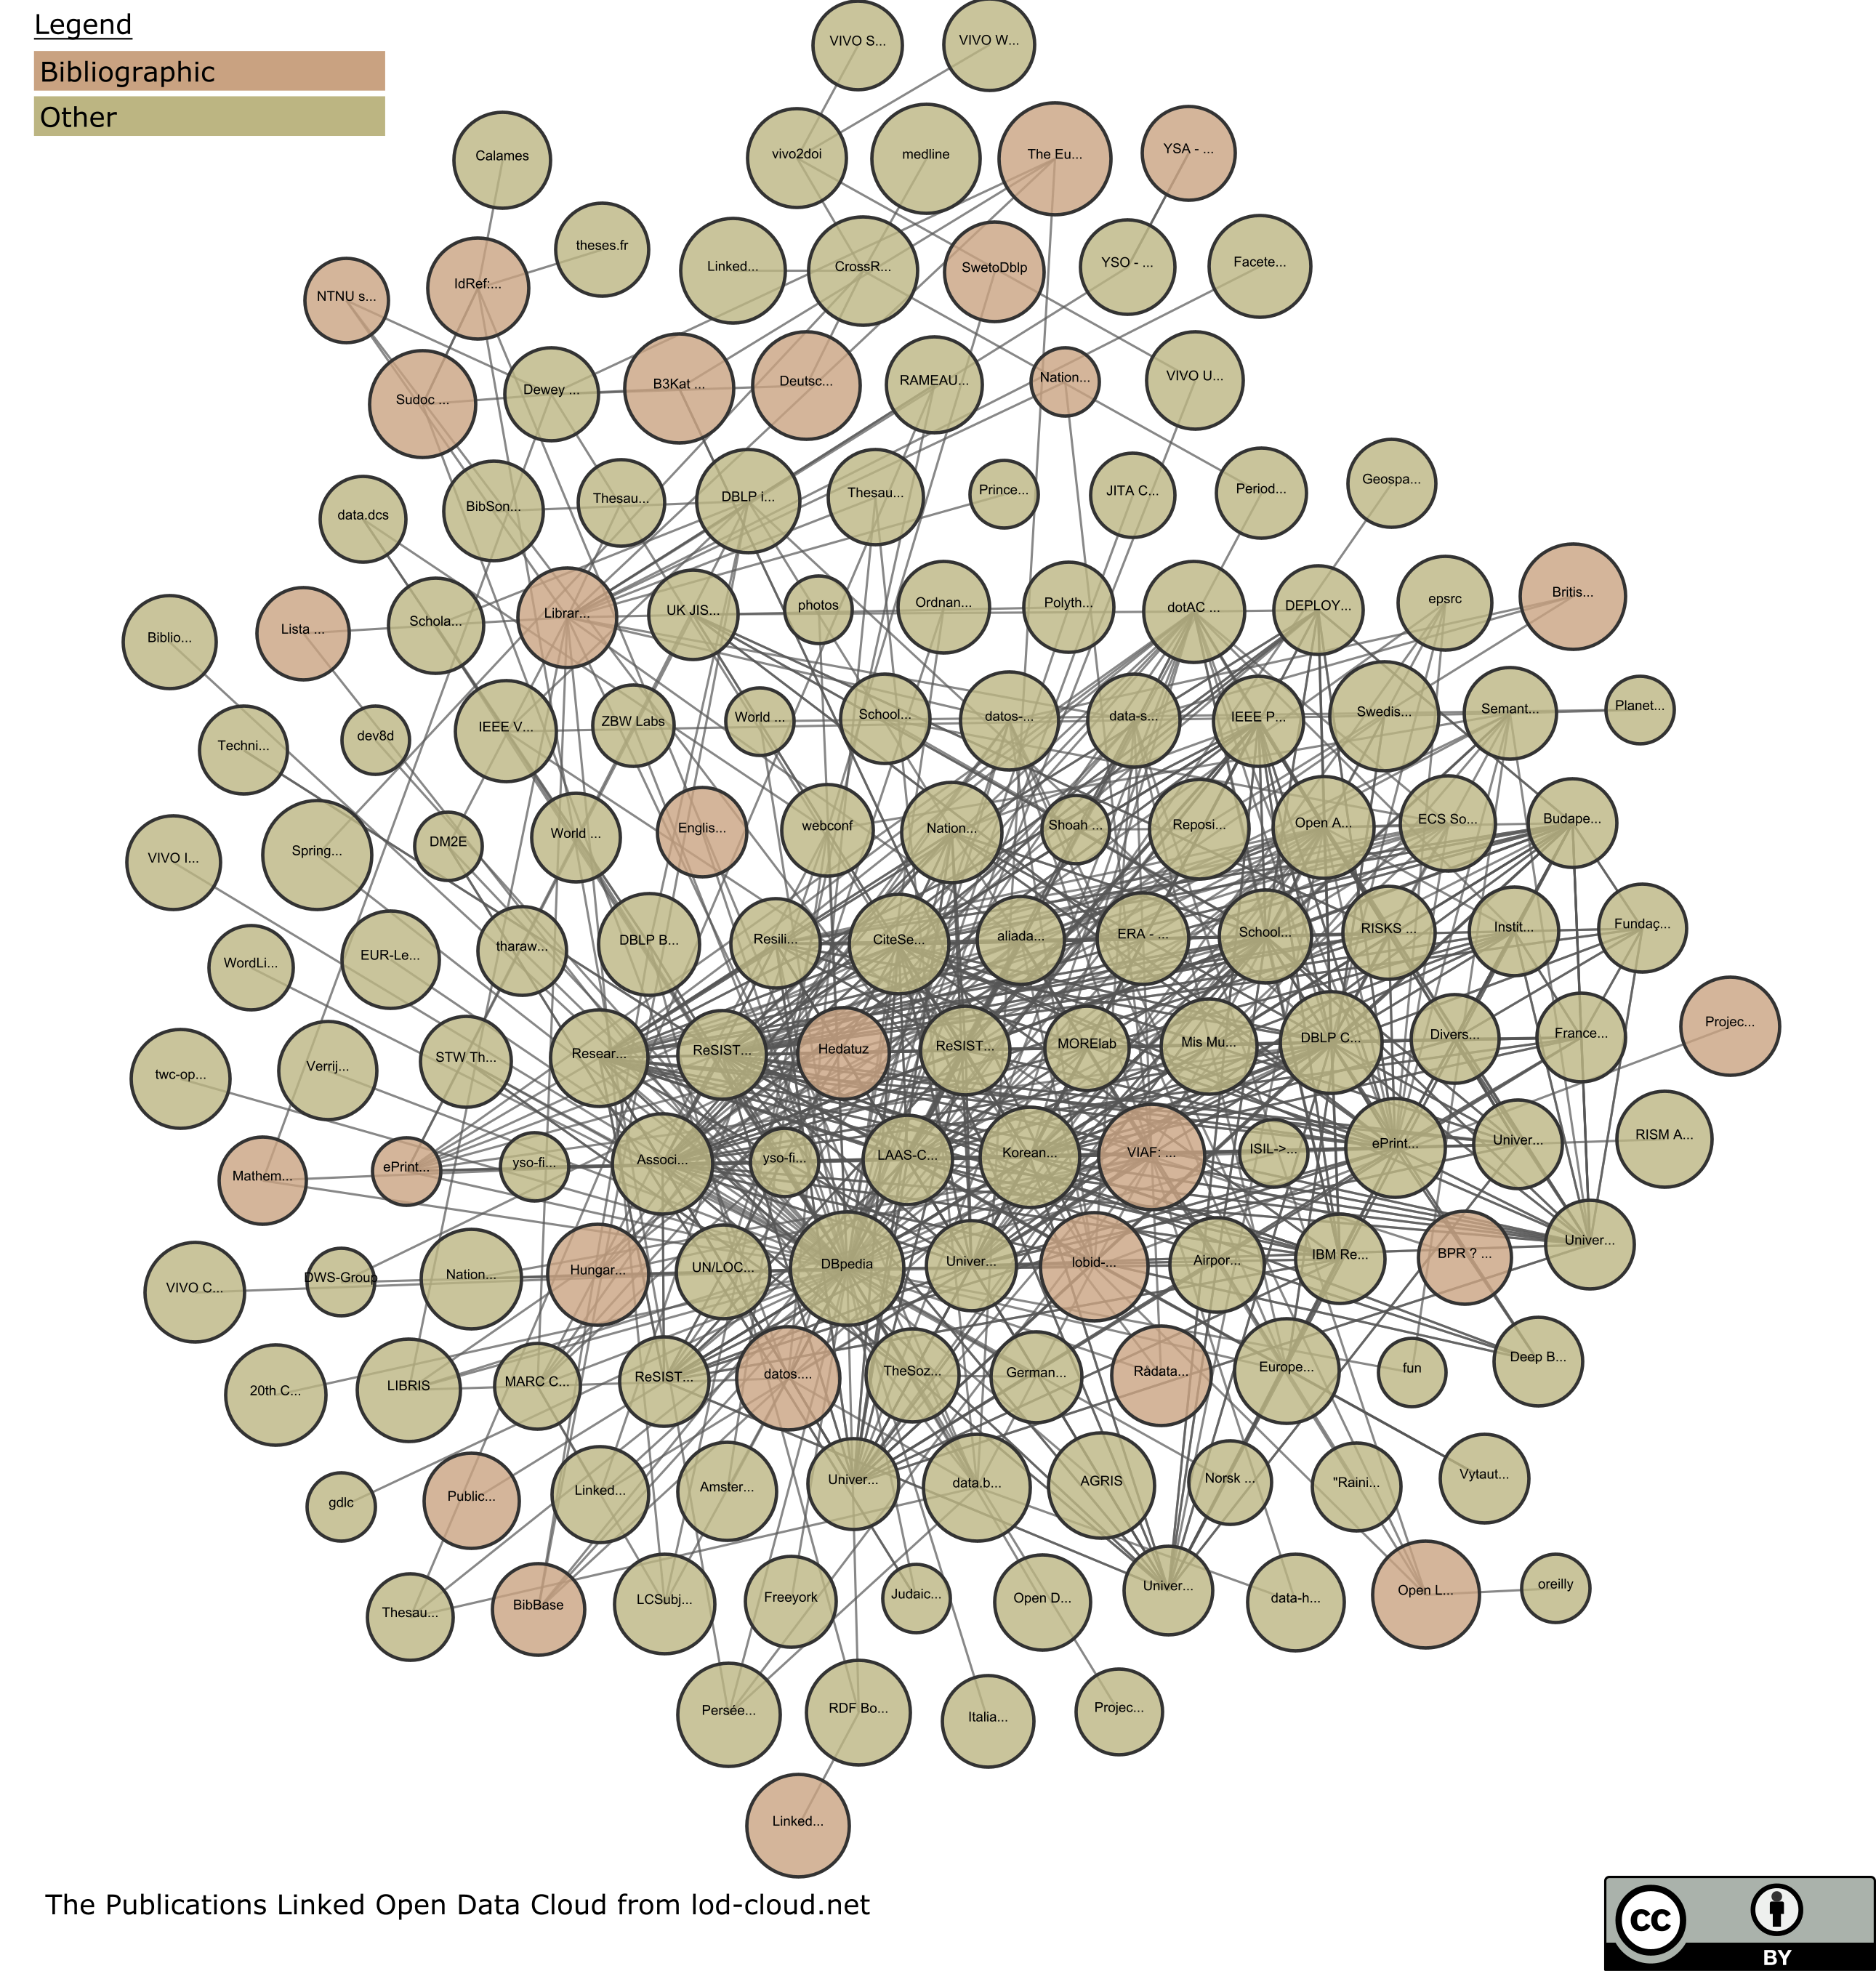 Legend
Bibliographic
Other
VIVO S...
VIVO W...
Calames
vivo2doi
medline
The Eu...
YSA - ...
theses.fr
NTNU s...
IdRef:...
Linked...
CrossR...
SwetoDblp
YSO - ...
Facete...
Sudoc ...
Dewey ...
B3Kat ...
Deutsc...
RAMEAU...
Nation...
VIVO U...
data.dcs
BibSon...
Thesau...
DBLP i...
Thesau...
Prince...
JITA C...
Period...
Geospa...
Biblio...
Lista ...
Schola...
Librar...
UK JIS...
photos
Ordnan...
Polyth...
dotAC ...
DEPLOY...
epsrc
Britis...
Techni...
dev8d
IEEE V...
ZBW Labs
World ...
School...
datos-...
data-s...
IEEE P...
Swedis...
Semant...
Planet...
VIVO I...
Spring...
DM2E
World ...
Englis...
webconf
Nation...
Shoah ...
Reposi...
Open A...
ECS So...
Budape...
WordLi...
EUR-Le...
tharaw...
DBLP B...
Resili...
CiteSe...
aliada...
ERA - ...
School...
RISKS ...
Instit...
Fundaç...
twc-op...
Verrij...
STW Th...
Resear...
ReSIST...
Hedatuz
ReSIST...
MORElab
Mis Mu...
DBLP C...
Divers...
France...
Projec...
Mathem...
ePrint...
yso-fi...
Associ...
yso-fi...
LAAS-C...
Korean...
VIAF: ...
ISIL->...
ePrint...
Univer...
RISM A...
VIVO C...
DWS-Group
Nation...
Hungar...
UN/LOC...
DBpedia
Univer...
lobid-...
Airpor...
IBM Re...
BPR ? ...
Univer...
20th C...
LIBRIS
MARC C...
ReSIST...
datos....
TheSoz...
German...
Rådata...
Europe...
fun
Deep B...
gdlc
Public...
Linked...
Amster...
Univer...
data.b...
AGRIS
Norsk ...
"Raini...
Vytaut...
Thesau...
BibBase
LCSubj...
Freeyork
Judaic...
Open D...
Univer...
data-h...
Open L...
oreilly
Persée...
RDF Bo...
Italia...
Projec...
Linked...
The Publications Linked Open Data Cloud from lod-cloud.net
cc
BY